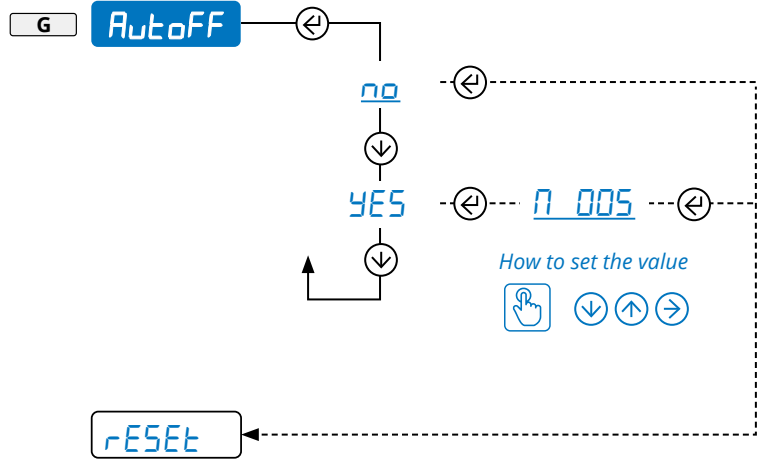 G AutoFF
no
YES
M 005
How to set the value
rESEt